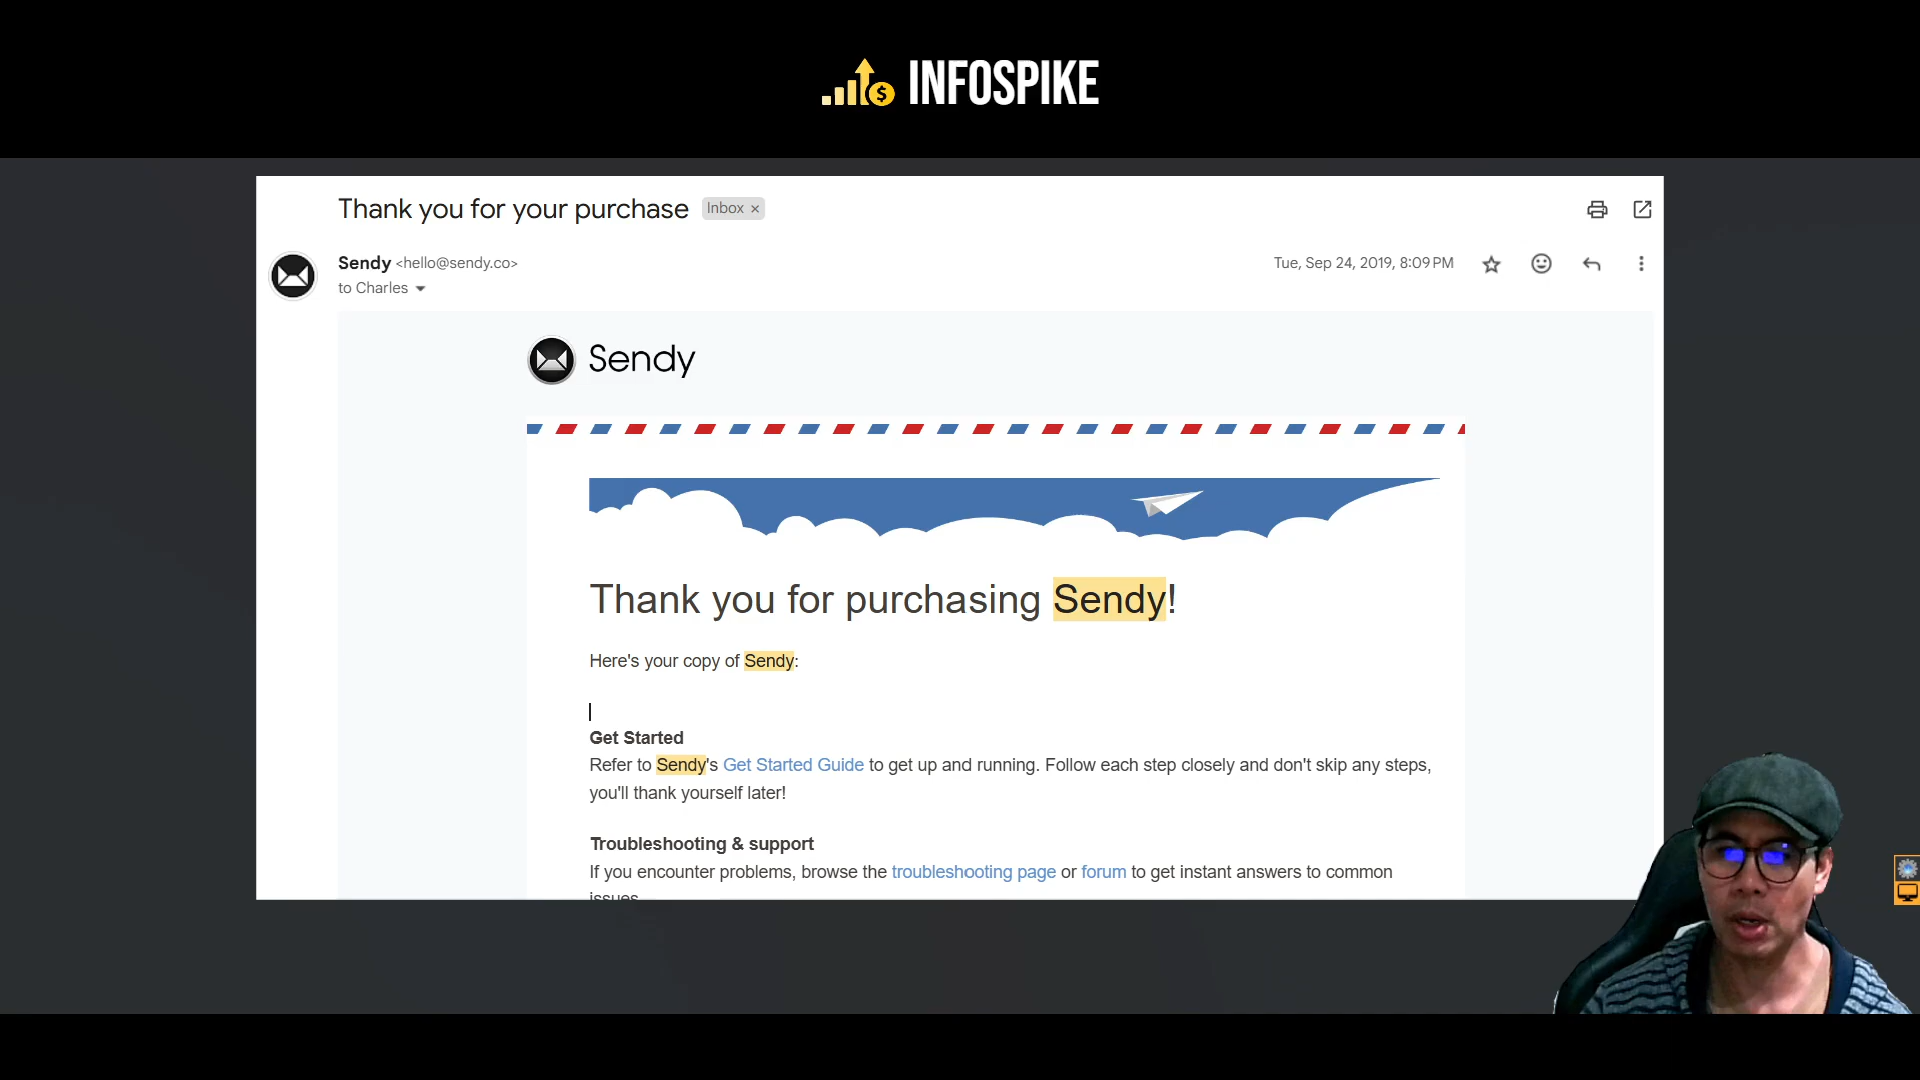 INFOSPIKE
Thank you for your purchase Inbox ×
Sendy <hello@sendy.co> Tue, Sep 24, 2019, 8:09 PM
to Charles
Sendy
Thank you for purchasing Sendy!
Here's your copy of Sendy:
Get Started
Refer to Sendy's Get Started Guide to get up and running. Follow each step closely and don't skip any steps,
you'll thank yourself later!
Troubleshooting & support
If you encounter problems, browse the troubleshooting page or forum to get instant answers to common
issues.